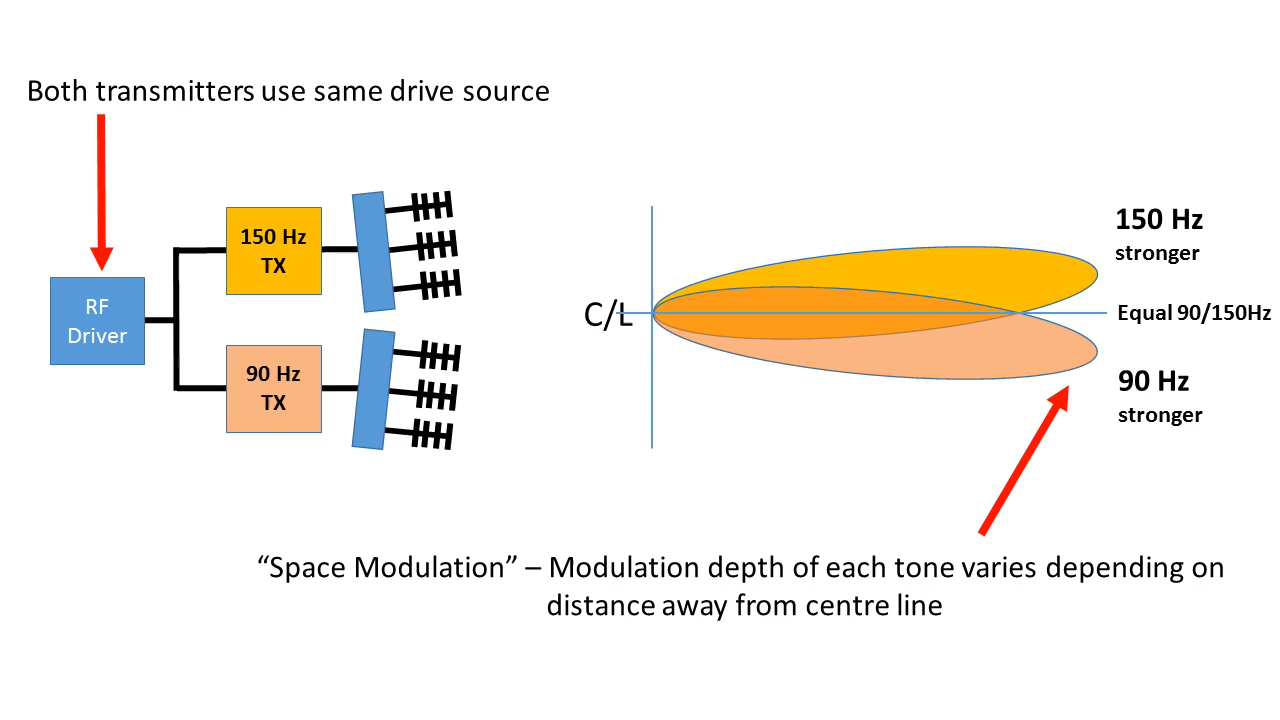 Both transmitters use same drive source
150 Hz
TX
RF
Driver
90 Hz
TX
C/L
150 Hz
stronger
Equal 90/150Hz
90 Hz
stronger
“Space Modulation” – Modulation depth of each tone varies depending on
distance away from centre line